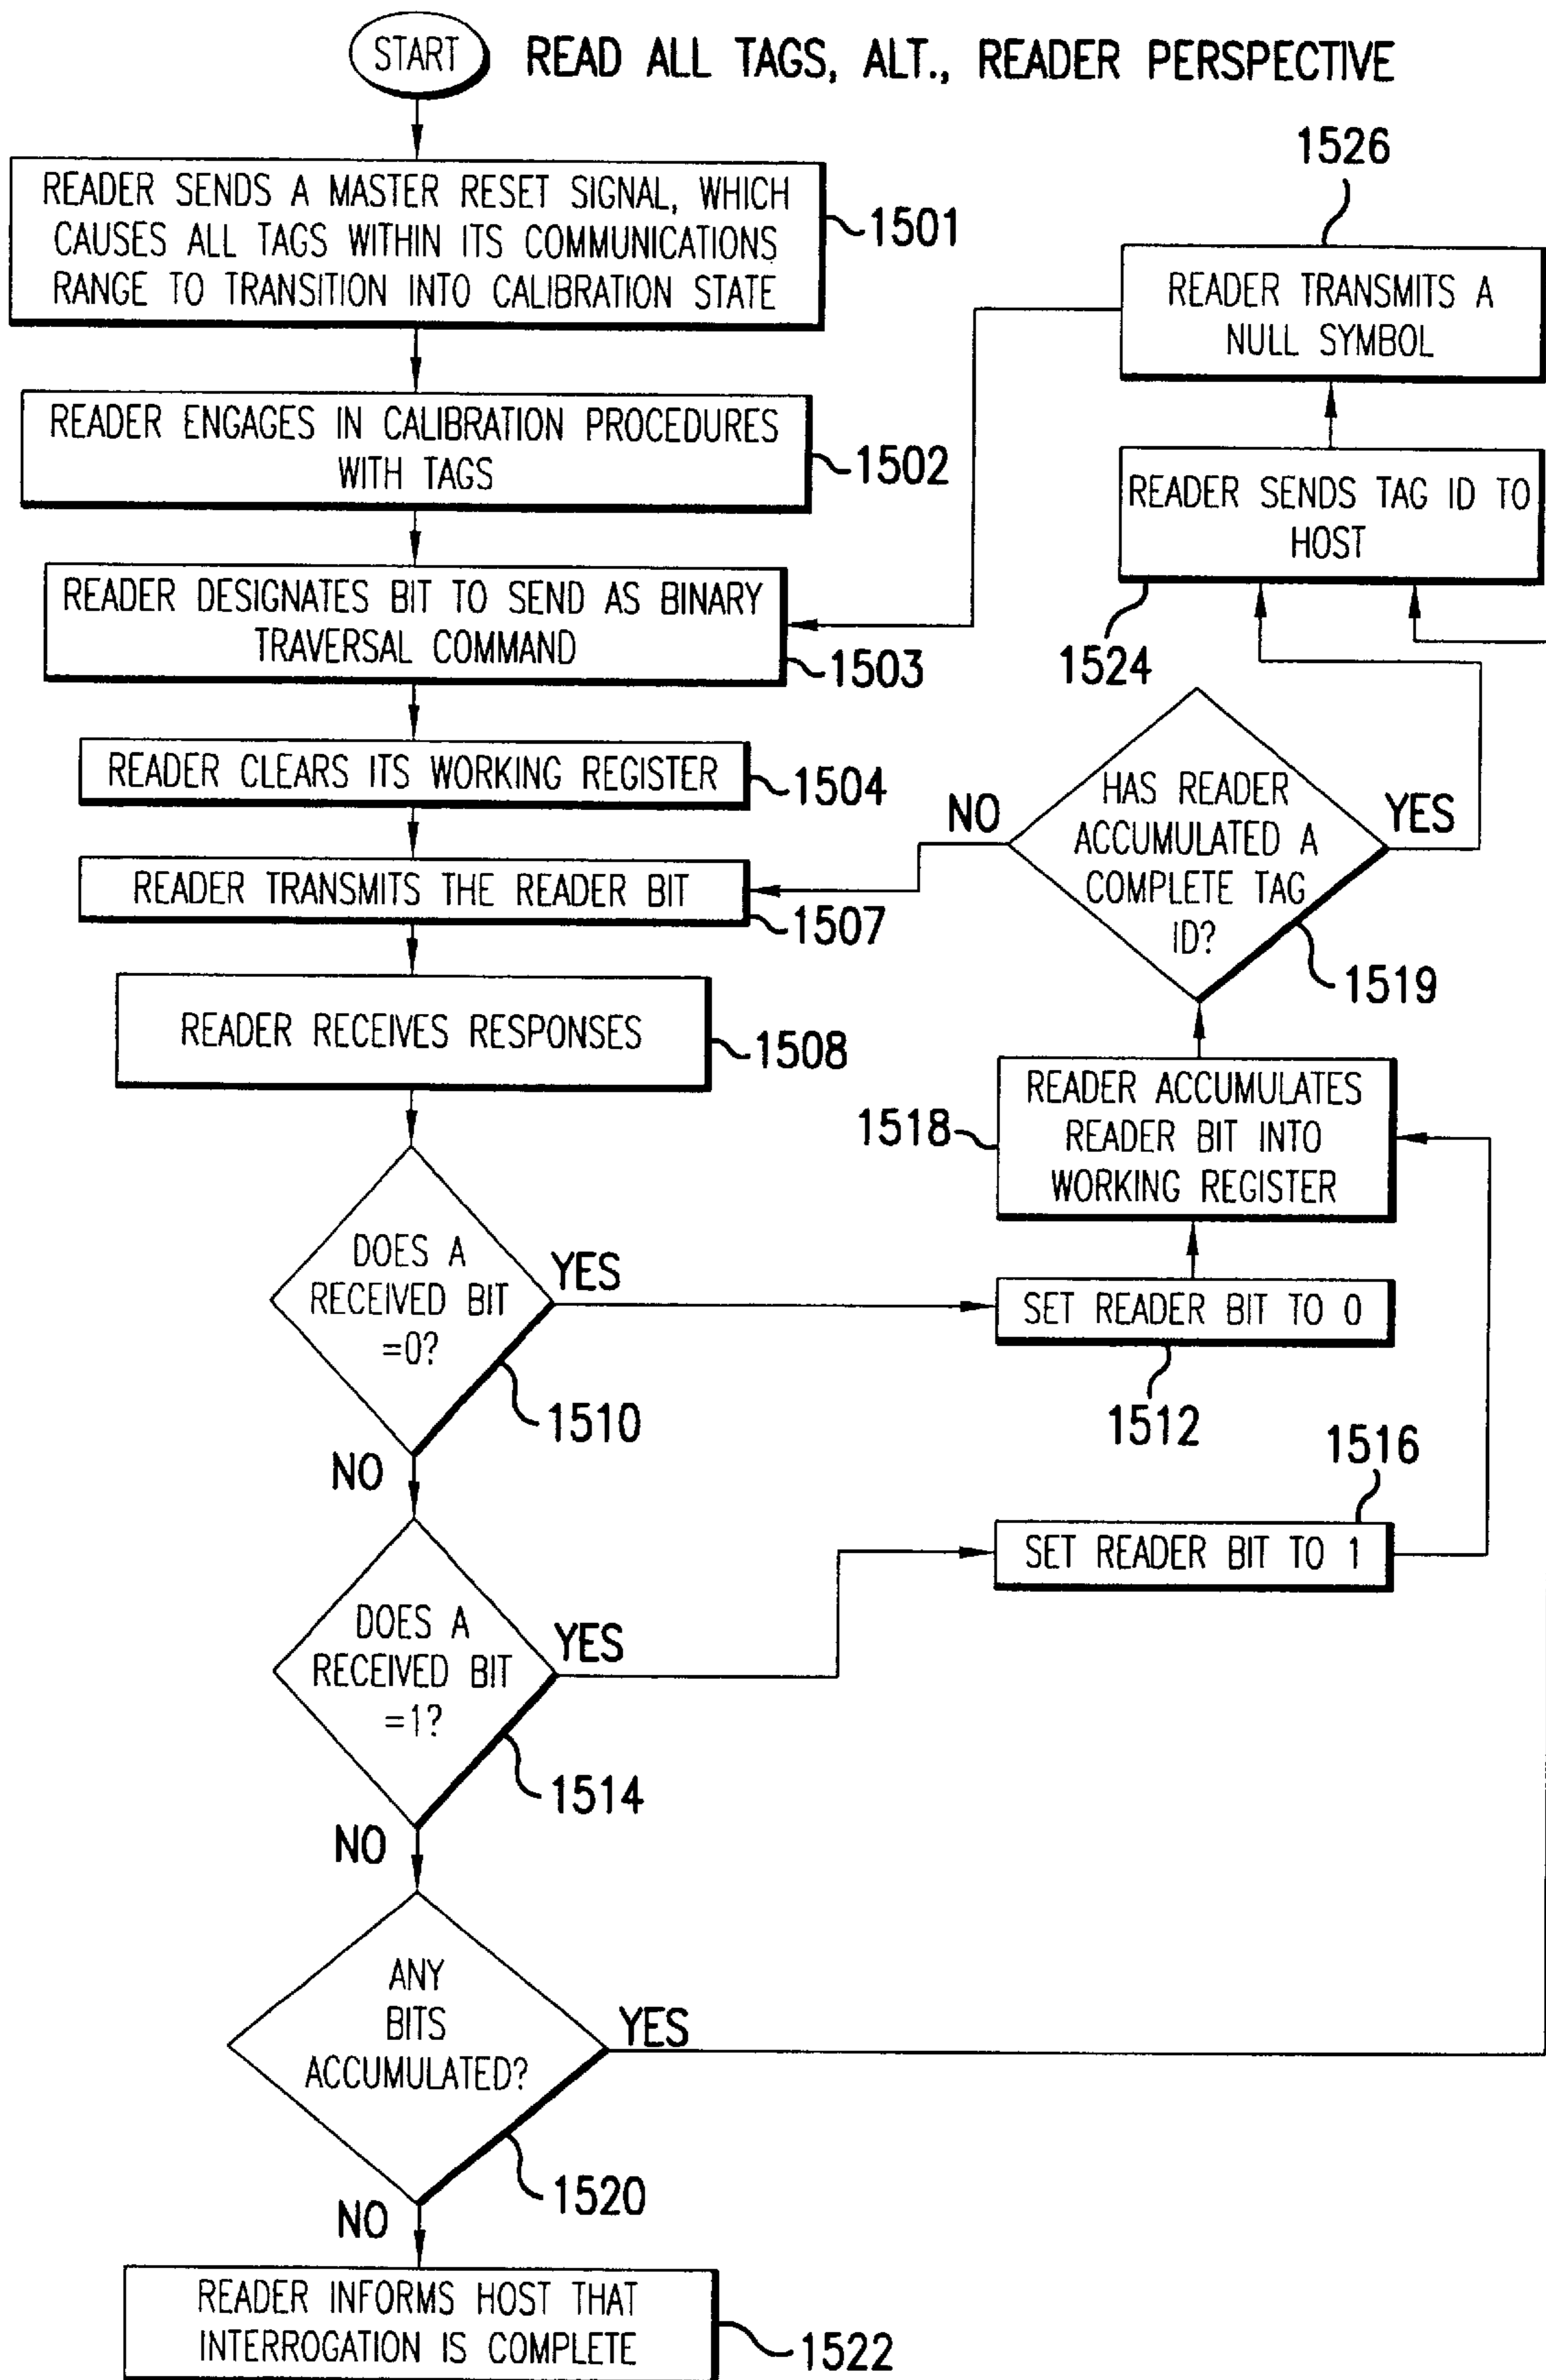 START
READ ALL TAGS, ALT., READER PERSPECTIVE
READER SENDS A MASTER RESET SIGNAL, WHICH
CAUSES ALL TAGS WITHIN ITS COMMUNICATIONS
RANGE TO TRANSITION INTO CALIBRATION STATE
1501
READER ENGAGES IN CALIBRATION PROCEDURES
WITH TAGS
1502
READER DESIGNATES BIT TO SEND AS BINARY
TRAVERSAL COMMAND
1503
READER CLEARS ITS WORKING REGISTER
1504
READER TRANSMITS THE READER BIT
1507
READER RECEIVES RESPONSES
1508
DOES A
RECEIVED BIT
=0?
YES
1510
NO
DOES A
RECEIVED BIT
=1?
YES
1514
NO
ANY
BITS
ACCUMULATED?
YES
1520
NO
READER INFORMS HOST THAT
INTERROGATION IS COMPLETE
1522
1526
READER TRANSMITS A
NULL SYMBOL
READER SENDS TAG ID TO
HOST
1524
HAS READER
ACCUMULATED A
COMPLETE TAG
ID?
NO
YES
1519
READER ACCUMULATES
READER BIT INTO
WORKING REGISTER
1518
SET READER BIT TO 0
1512
1516
SET READER BIT TO 1